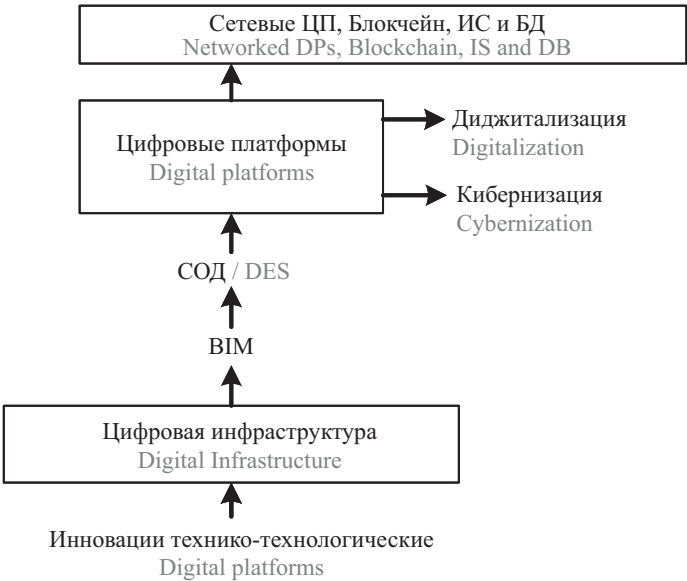 Сетевые ЦП, Блокчейн, ИС и БД
Networked DPs, Blockchain, IS and DB
Цифровые платформы
Digital platforms
Диджитализация
Digitalization
Кибернизация
Cybernization
СОД / DES
BIM
Цифровая инфраструктура
Digital Infrastructure
Инновации технико-технологические
Digital platforms